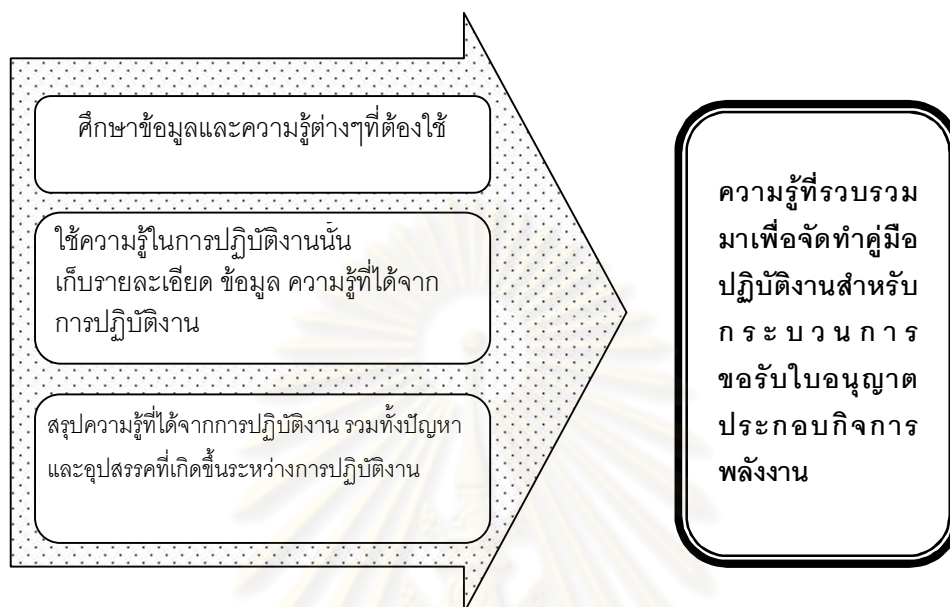 ศึกษาข้อมูลและความรู้ต่างๆที่ต้องใช้
ใช้ความรู้ในการปฏิบัติงานนั้น
เก็บรายละเอียด ข้อมูล ความรู้ที่ได้จาก
การปฏิบัติงาน
สรุปความรู้ที่ได้จากการปฏิบัติงาน รวมทั้งปัญหา
และอุปสรรคที่เกิดขึ้นระหว่างการปฏิบัติงาน
ความรู้ที่รวบรวม
มาเพื่อจัดทำคู่มือ
ปฏิบัติงานสำหรับ
กระบวนการ
ขอรับใบอนุญาต
ประกอบกิจการ
พลังงาน